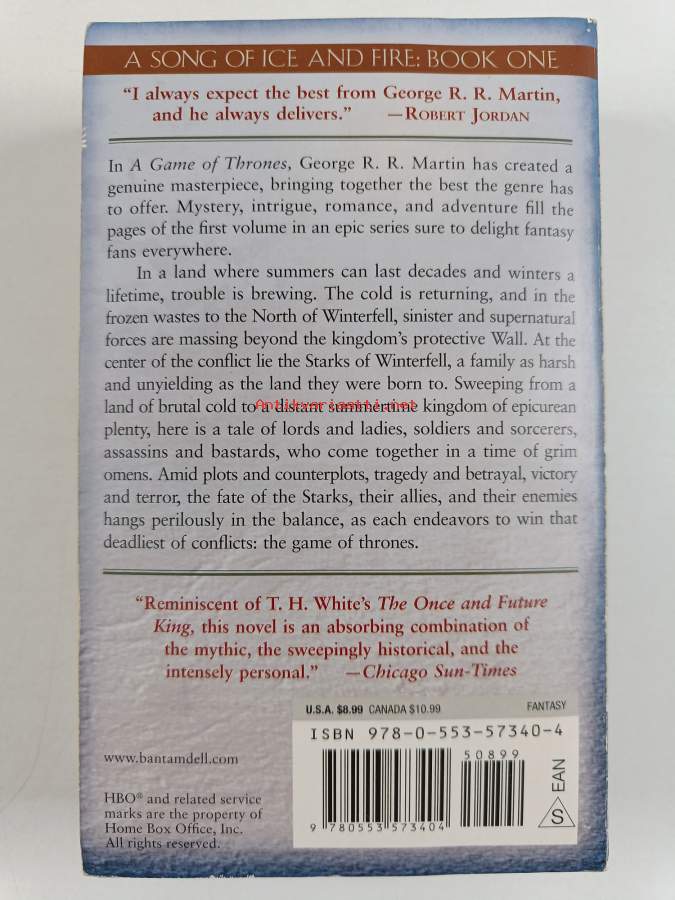 A SONG OF ICE AND FIRE: BOOK ONE
“I always expect the best from George R. R. Martin,
and he always delivers.” —ROBERT JORDAN
In A Game of Thrones, George R. R. Martin has created a
genuine masterpiece, bringing together the best the genre has
to offer. Mystery, intrigue, romance, and adventure fill the
pages of the first volume in an epic series sure to delight fantasy
fans everywhere.
In a land where summers can last decades and winters a
lifetime, trouble is brewing. The cold is returning, and in the
frozen wastes to the North of Winterfell, sinister and supernatural
forces are massing beyond the kingdom’s protective Wall. At the
center of the conflict lie the Starks of Winterfell, a family as harsh
and unyielding as the land they were born to. Sweeping from a
land of brutal cold to a distant summertime kingdom of epicurean
Antikvariaatti.net
plenty, here is a tale of lords and ladies, soldiers and sorcerers,
assassins and bastards, who come together in a time of grim
omens. Amid plots and counterplots, tragedy and betrayal, victory
and terror, the fate of the Starks, their allies, and their enemies
hangs perilously in the balance, as each endeavors to win that
deadliest of conflicts: the game of thrones.
“Reminiscent of T. H. White’s The Once and Future
King, this novel is an absorbing combination of
the mythic, the sweepingly historical, and the
intensely personal.” —Chicago Sun-Times
U.S.A. $8.99 CANADA $10.99 FANTASY
ISBN 978-0-553-57340-4
50899
EAN
S
9 780553 573404
www.bantamdell.com
HBO® and related service
marks are the property of
Home Box Office, Inc.
All rights reserved.